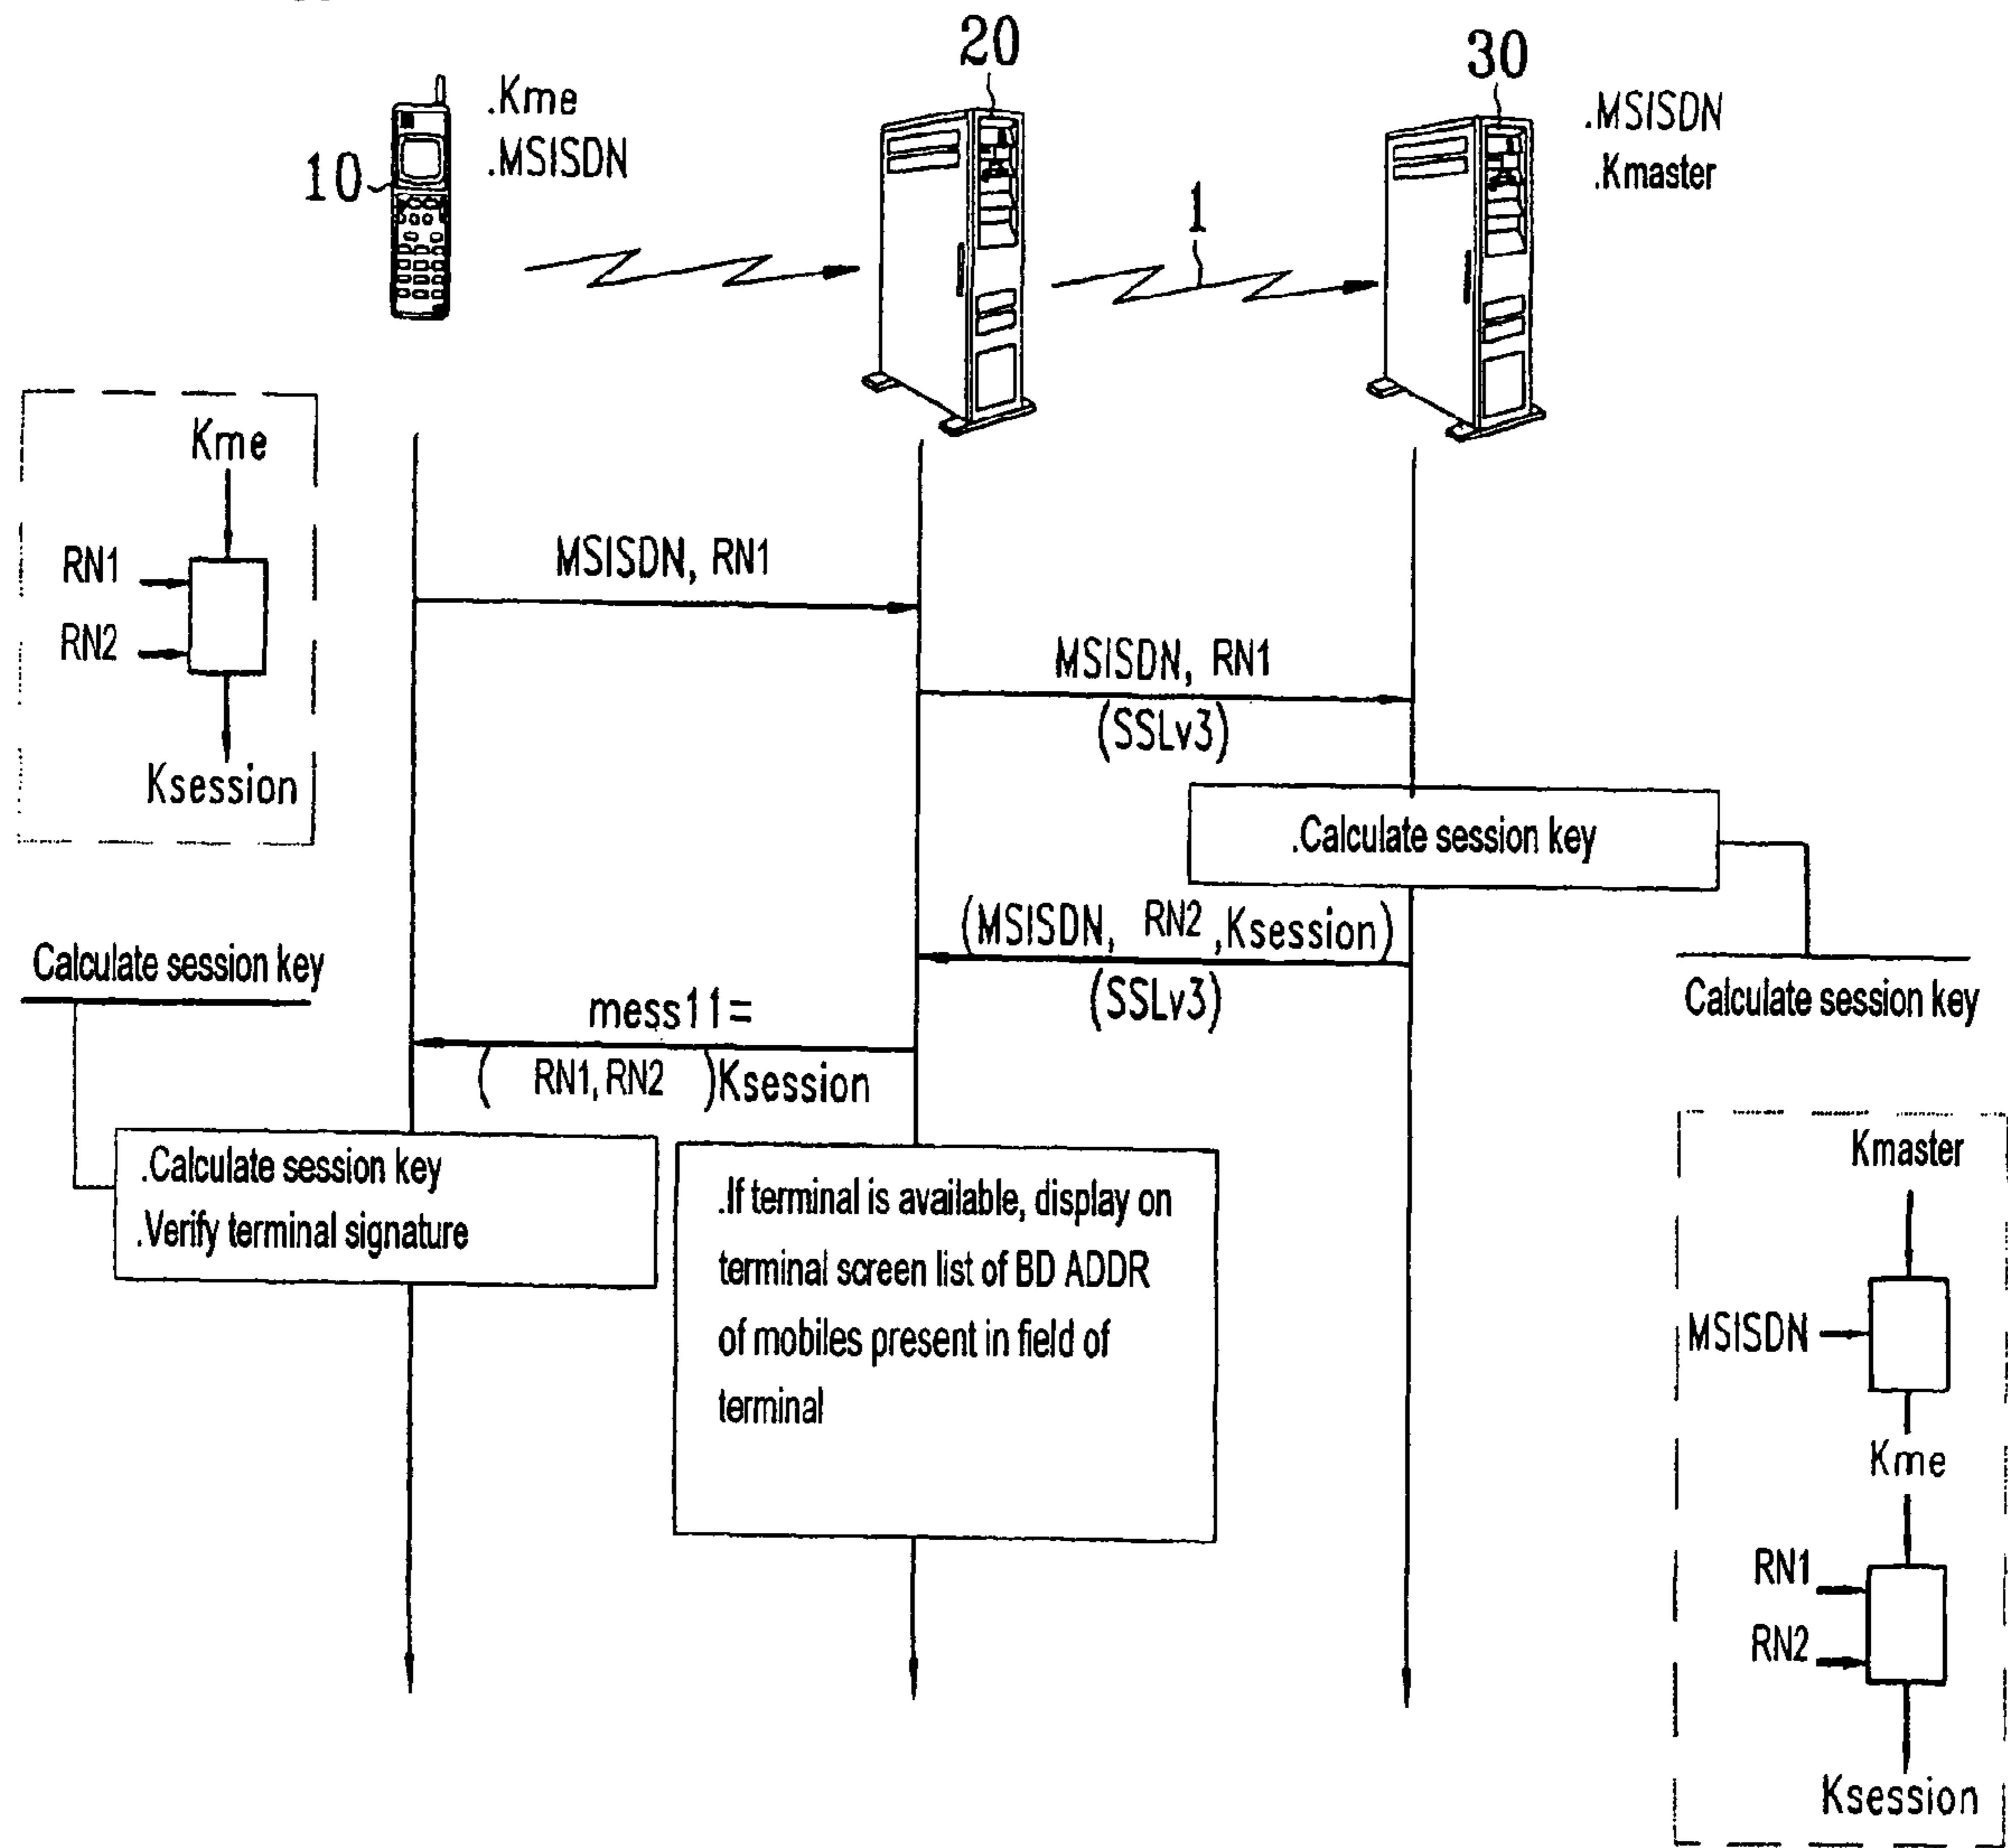 20
30
.Kme
.MSISDN
10
.MSISDN
.Kmaster
1
Kme
RN1
RN2
Ksession
MSISDN, RN1
MSISDN, RN1
(SSLv3)
.Calculate session key
(MSISDN, RN2, Ksession)
(SSLv3)
Calculate session key
Calculate session key
mess11=
( RN1, RN2 )Ksession
.Calculate session key
.Verify terminal signature
.If terminal is available, display on
terminal screen list of BD ADDR
of mobiles present in field of
terminal
Kmaster
MSISDN
Kme
RN1
RN2
Ksession